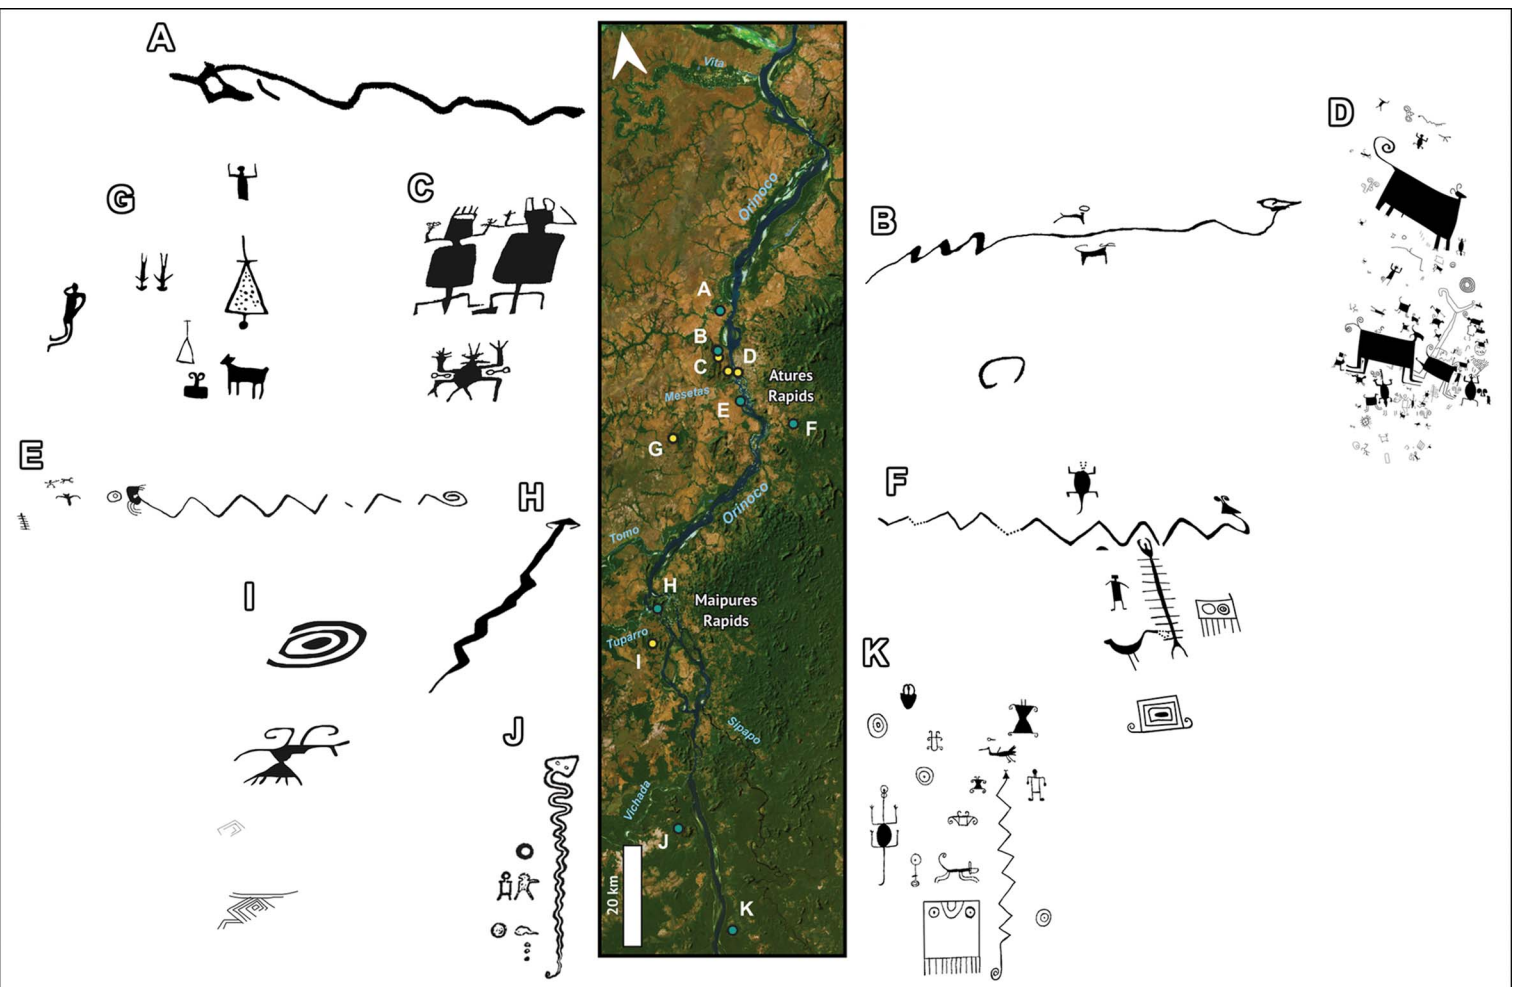 A
G
C
E
H
I
J
Vita
Orinoco
A
B
C
D
Atures
Rapids
Mesetas
E
F
G
Orinoco
Tomo
H
Maipures
Rapids
Tuparro
I
Sipapo
Vichada
J
20 km
K
B
D
F
K